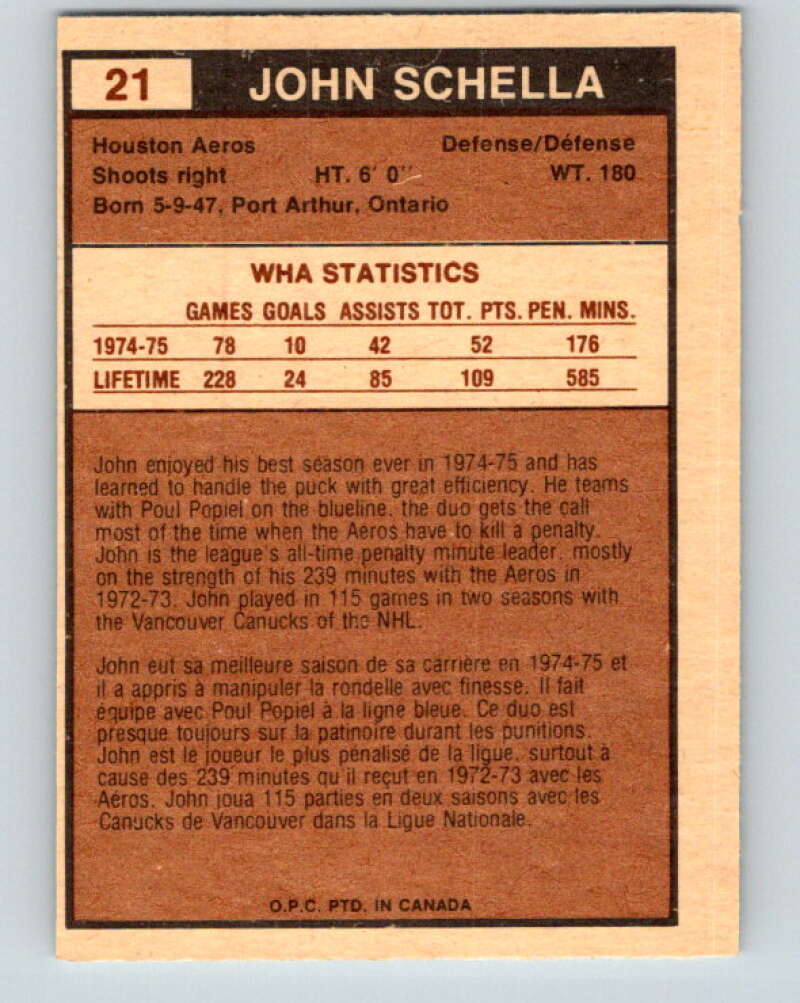 21 JOHN SCHELLA
Houston Aeros Defense/Défense
Shoots right HT. 6' 0" WT. 180
Born 5-9-47, Port Arthur, Ontario
WHA STATISTICS
GAMES GOALS ASSISTS TOT. PTS. PEN. MINS.
1974-75 78 10 42 52 176
LIFETIME 228 24 85 109 585
John enjoyed his best season ever in 1974-75 and has
learned to handle the puck with great efficiency. He teams
with Poul Popiel on the blueline, the duo gets the call
most of the time when the Aeros have to kill a penalty.
John is the league's all-time penalty minute leader, mostly
on the strength of his 239 minutes with the Aeros in
1972-73. John played in 115 games in two seasons with
the Vancouver Canucks of the NHL.
John eut sa meilleure saison de sa carrière en 1974-75 et
il a appris à manipuler la rondelle avec finesse. Il fait
équipe avec Poul Popiel à la ligne bleue. Ce duo est
presque toujours sur la patinoire durant les punitions.
John est le joueur le plus pénalisé de la ligue, surtout à
cause des 239 minutes qu'il reçut en 1972-73 avec les
Aéros. John joua 115 parties en deux saisons avec les
Canucks de Vancouver dans la Ligue Nationale.
O.P.C. PTD. IN CANADA